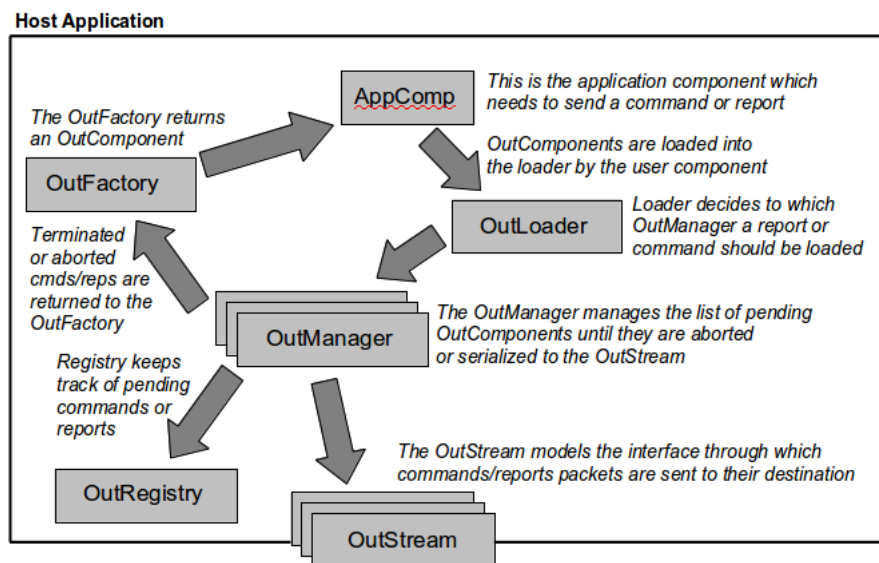 Host Application
AppComp
This is the application component which
needs to send a command or report
The OutFactory returns
an OutComponent
OutComponents are loaded into
the loader by the user component
OutFactory
OutLoader
Loader decides to which
OutManager a report or
command should be loaded
Terminated
or aborted
cmds/reps are
returned to the
OutFactory
OutManager
The OutManager manages the list of pending
OutComponents until they are aborted
or serialized to the OutStream
Registry keeps
track of pending
commands or
reports
The OutStream models the interface through which
commands/reports packets are sent to their destination
OutRegistry
OutStream